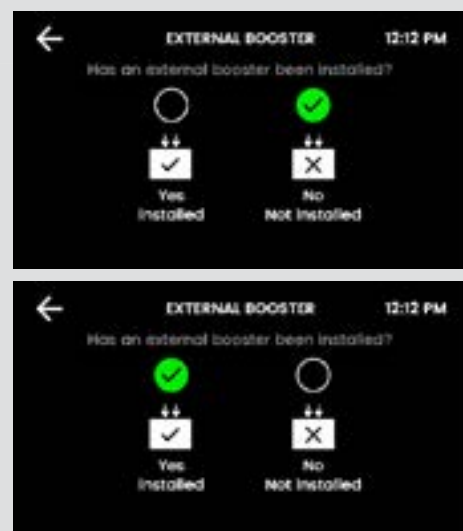 EXTERNAL BOOSTER 12:12 PM
Has an external booster been installed?
Yes No
Installed Not Installed
EXTERNAL BOOSTER 12:12 PM
Has an external booster been installed?
Yes No
Installed Not Installed